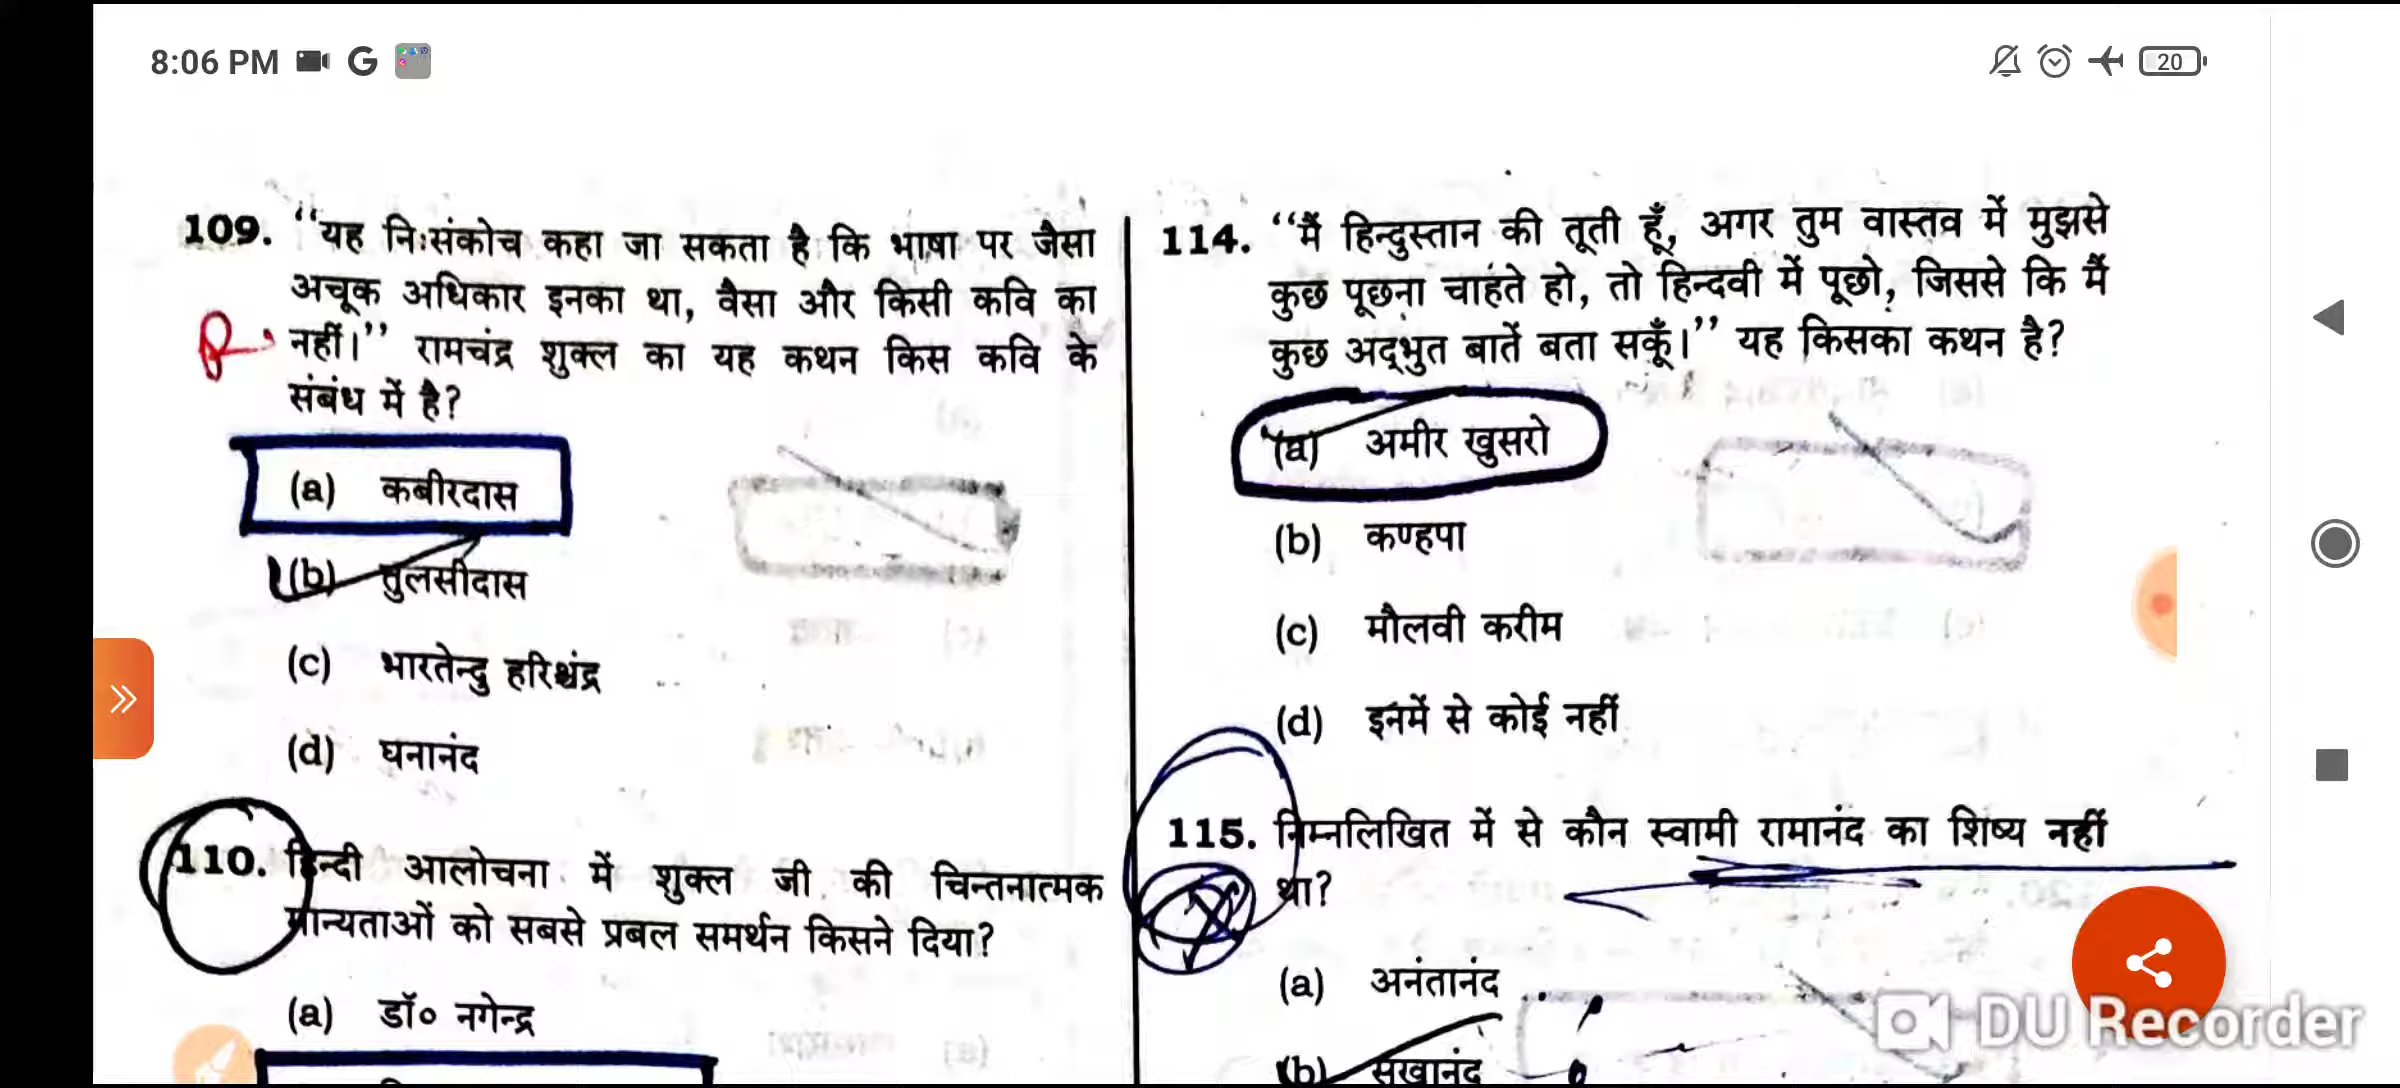 8:06 PM
20
109. ‘‘यह नि:संकोच कहा जा सकता है कि भाषा पर जैसा
अचूक अधिकार इनका था, वैसा और किसी कवि का
नहीं।’’ रामचंद्र शुक्ल का यह कथन किस कवि के
संबंध में है?
(a) कबीरदास
(b) तुलसीदास
(c) भारतेन्दु हरिश्चंद्र
(d) घनानंद
110. हिन्दी आलोचना में शुक्ल जी की चिन्तनात्मक
मान्यताओं को सबसे प्रबल समर्थन किसने दिया?
(a) डॉ० नगेन्द्र
114. ‘‘मैं हिन्दुस्तान की तूती हूँ, अगर तुम वास्तव में मुझसे
कुछ पूछना चाहते हो, तो हिन्दवी में पूछो, जिससे कि मैं
कुछ अद्भुत बातें बता सकूँ।’’ यह किसका कथन है?
(a) अमीर खुसरो
(b) कण्हपा
(c) मौलवी करीम
(d) इनमें से कोई नहीं
115. निम्नलिखित में से कौन स्वामी रामानंद का शिष्य नहीं
था?
(a) अनंतानंद
(b) सुखानंद
DU Recorder